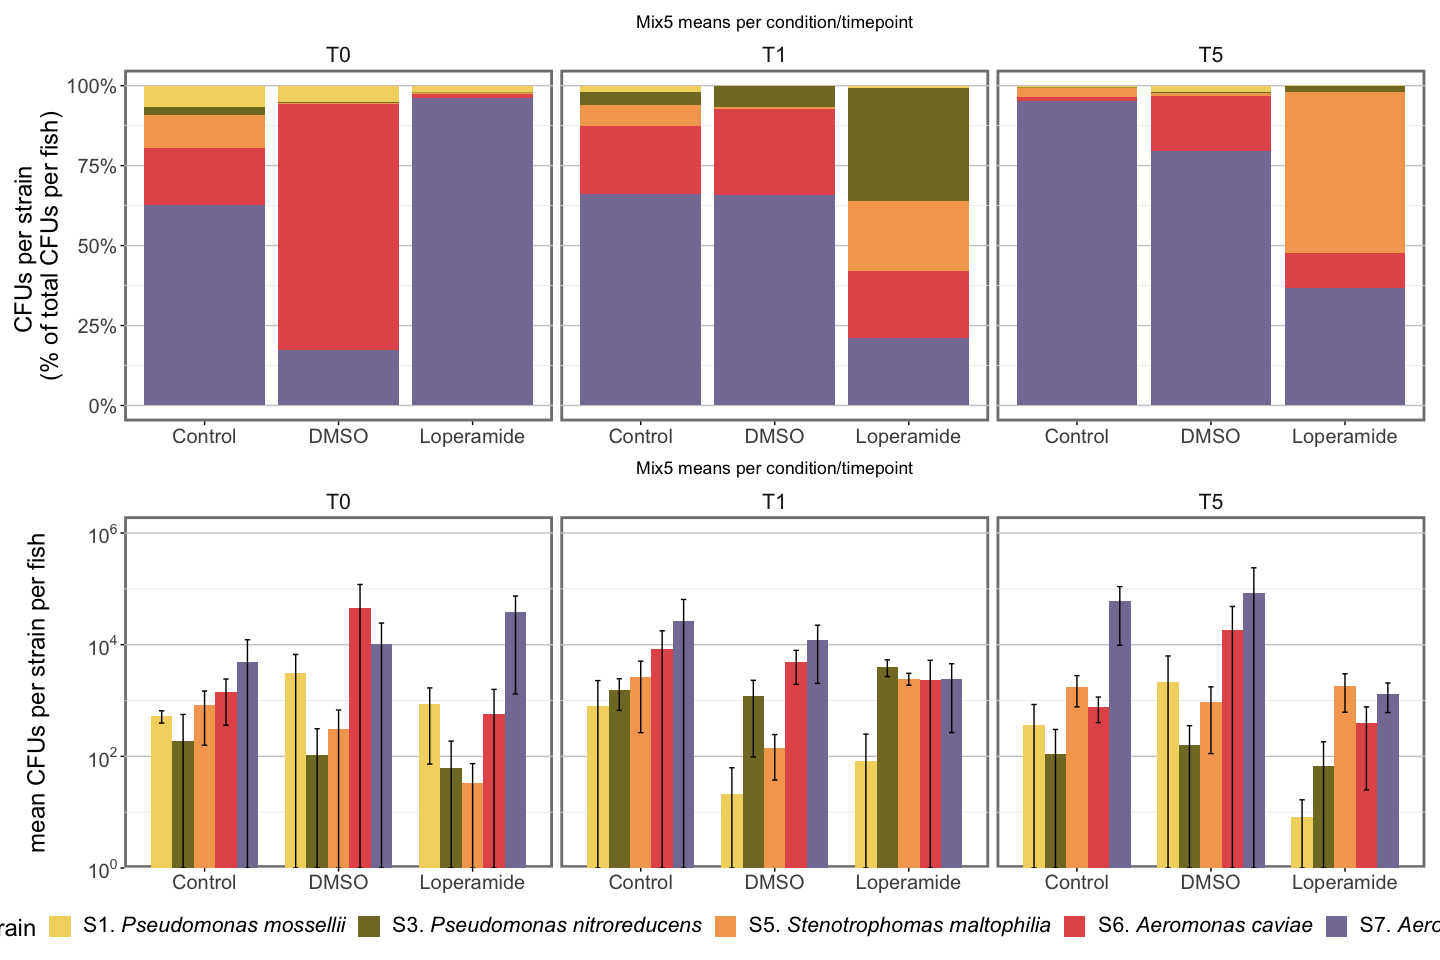 Mix5 means per condition/timepoint
T0 T1 T5
CFUs per strain
(% of total CFUs per fish)
100%
75%
50%
25%
0%
Control DMSO Loperamide Control DMSO Loperamide Control DMSO Loperamide
Mix5 means per condition/timepoint
T0 T1 T5
mean CFUs per strain per fish
10^6
10^4
10^2
10^0
Control DMSO Loperamide Control DMSO Loperamide Control DMSO Loperamide
rain S1. Pseudomonas mossellii S3. Pseudomonas nitroreducens S5. Stenotrophomas maltophilia S6. Aeromonas caviae S7. Aero